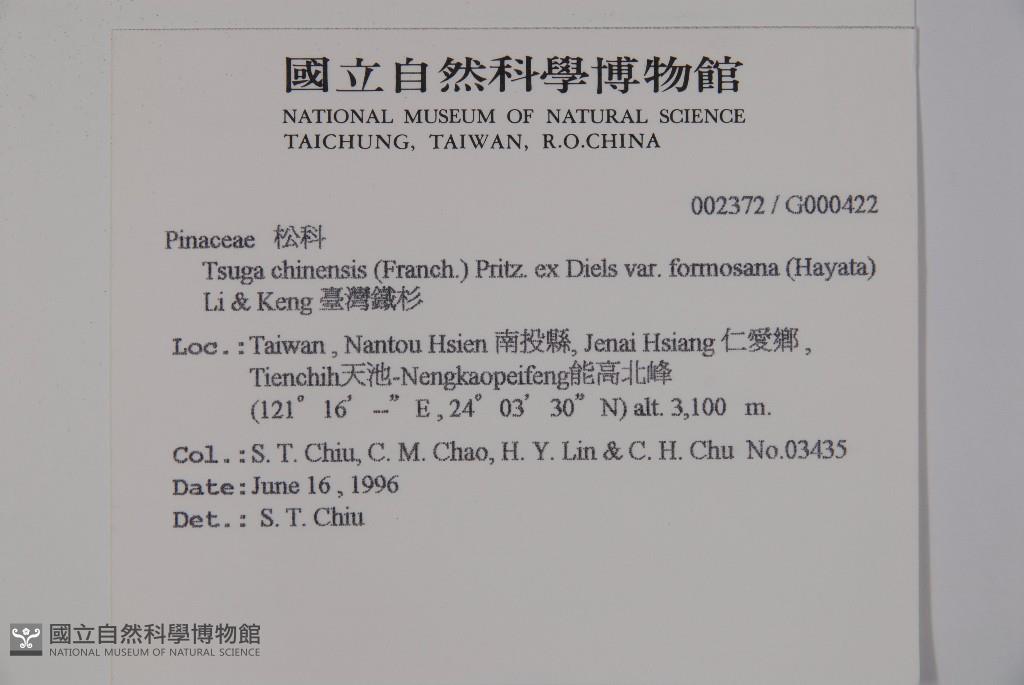 國立自然科學博物館
NATIONAL MUSEUM OF NATURAL SCIENCE
TAICHUNG, TAIWAN, R.O.CHINA
002372 / G000422
Pinaceae 松科
Tsuga chinensis (Franch.) Pritz. ex Diels var. formosana (Hayata)
Li & Keng 臺灣鐵杉
Loc.: Taiwan , Nantou Hsien 南投縣, Jenai Hsiang 仁愛鄉 ,
Tienchih天池-Nengkaopeifeng能高北峰
(121° 16' --" E , 24° 03' 30" N) alt. 3,100 m.
Col.: S. T. Chiu, C. M. Chao, H. Y. Lin & C. H. Chu No.03435
Date: June 16 , 1996
Det.: S. T. Chiu
國立自然科學博物館
NATIONAL MUSEUM OF NATURAL SCIENCE